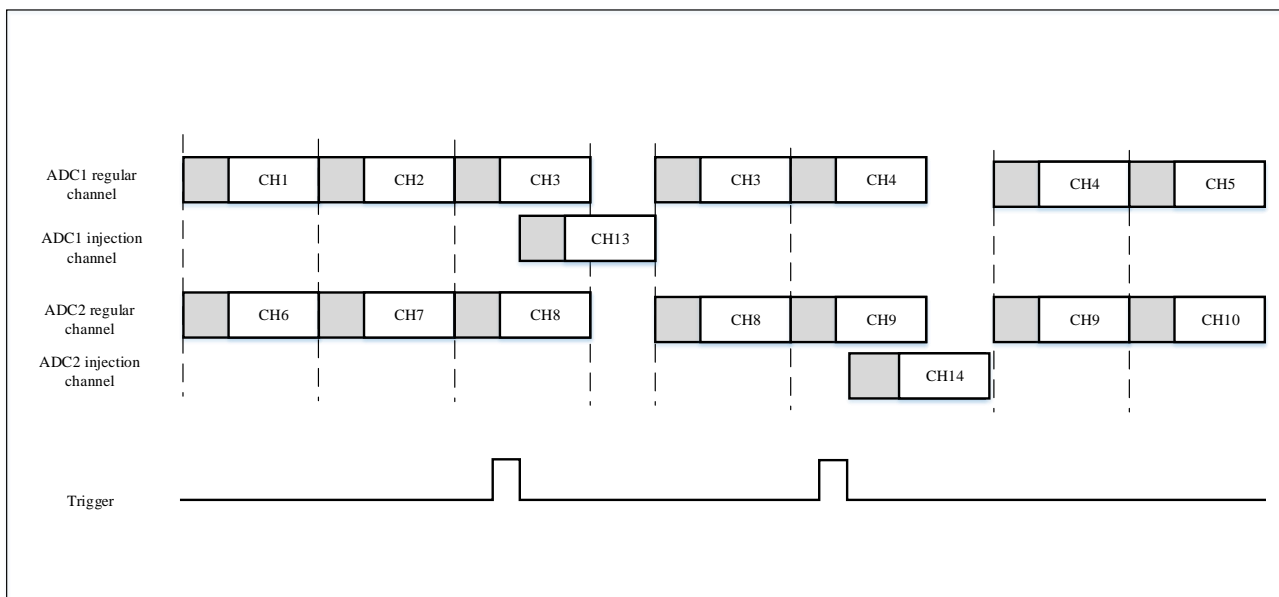 ADC1 regular
channel
CH1 CH2 CH3 CH3 CH4 CH4 CH5
ADC1 injection
channel
CH13
ADC2 regular
channel
CH6 CH7 CH8 CH8 CH9 CH9 CH10
ADC2 injection
channel
CH14
Trigger